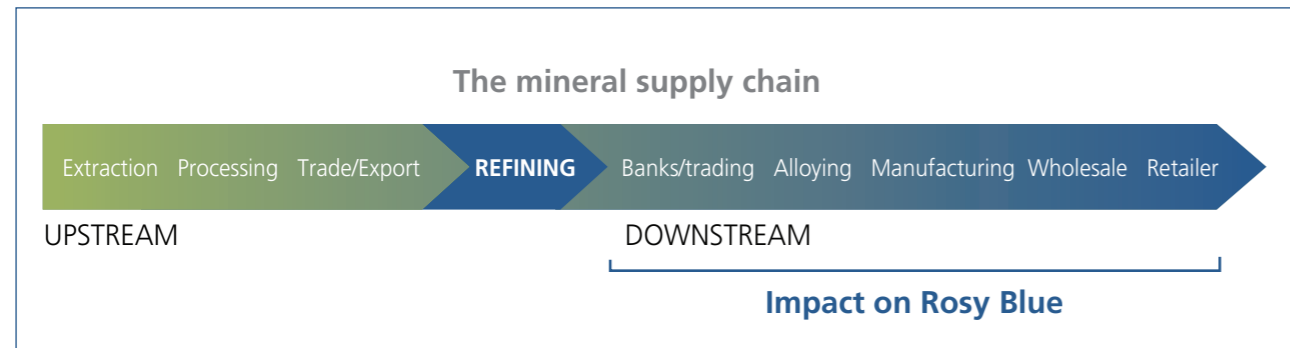 The mineral supply chain
Extraction Processing Trade/Export REFINING Banks/trading Alloying Manufacturing Wholesale Retailer
UPSTREAM DOWNSTREAM
Impact on Rosy Blue